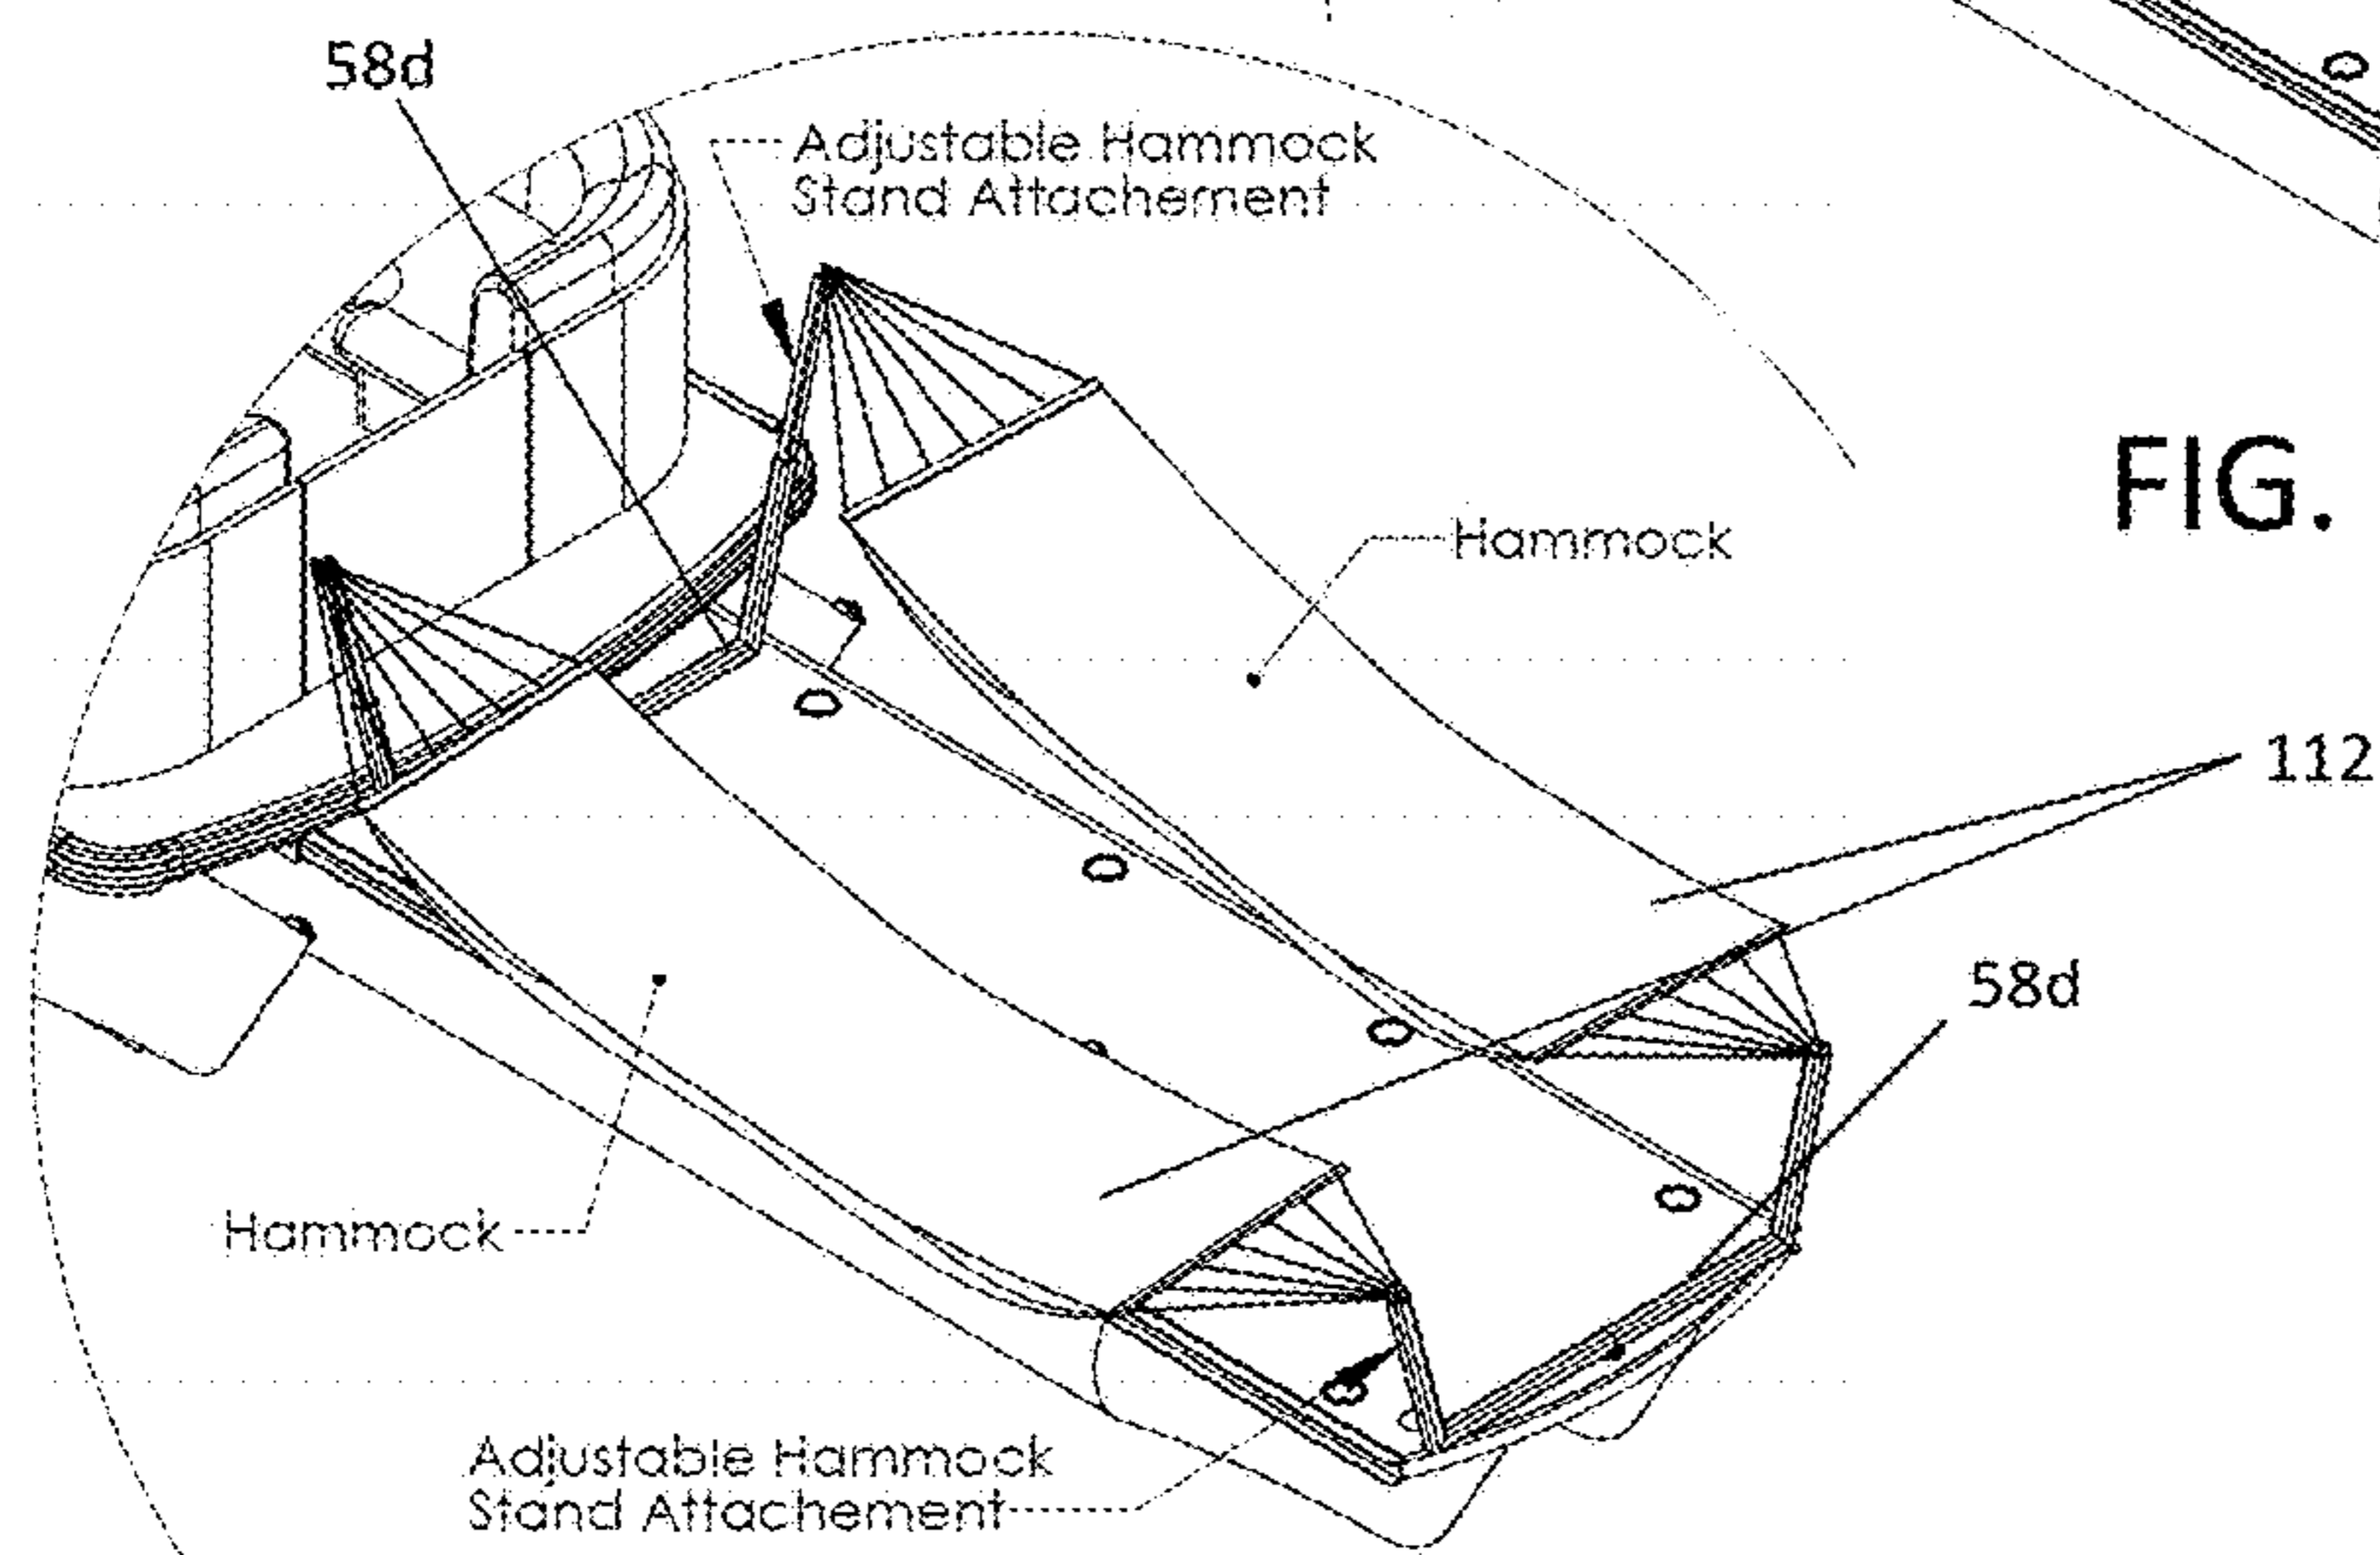 58d
Adjustable Hammock
Stand Attachement
FIG.
Hammock
112
58d
Hammock
Adjustable Hammock
Stand Attachement